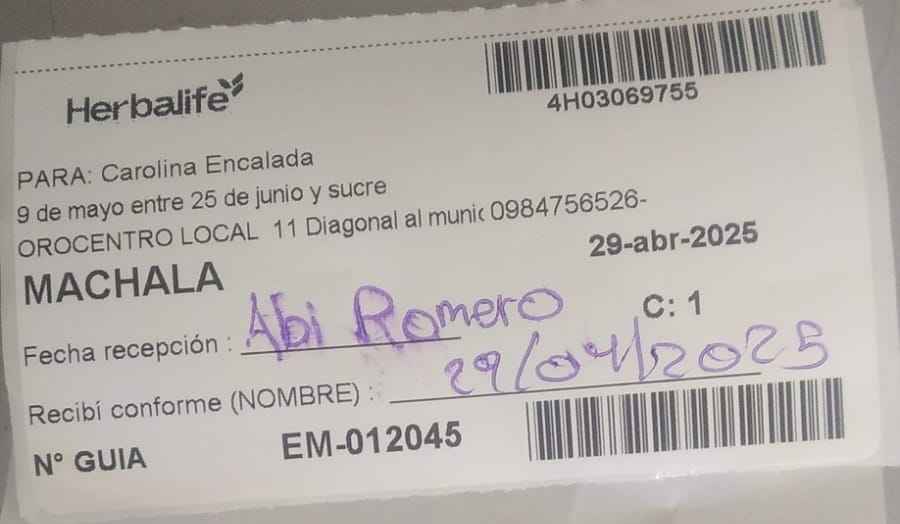 Herbalife
4H03069755
PARA: Carolina Encalada
9 de mayo entre 25 de junio y sucre
OROCENTRO LOCAL 11 Diagonal al munic 0984756526-
29-abr-2025
MACHALA
C: 1
Fecha recepción : Abi Romero
29/04/2025
Recibí conforme (NOMBRE) :
Nº GUIA EM-012045